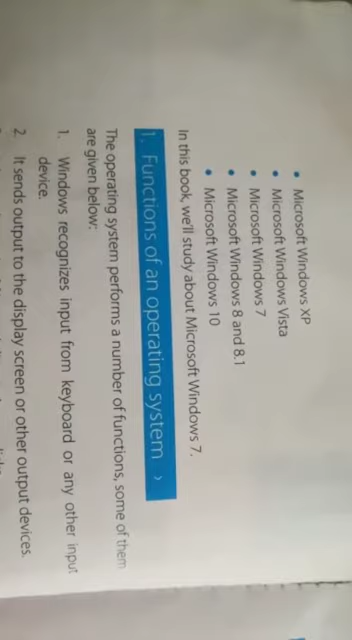 • Microsoft Windows XP
• Microsoft Windows Vista
• Microsoft Windows 7
• Microsoft Windows 8 and 8.1
• Microsoft Windows 10
In this book, we'll study about Microsoft Windows 7.
1. Functions of an operating system >
The operating system performs a number of functions, some of them
are given below:
1. Windows recognizes input from keyboard or any other input
device.
2. It sends output to the display screen or other output devices.